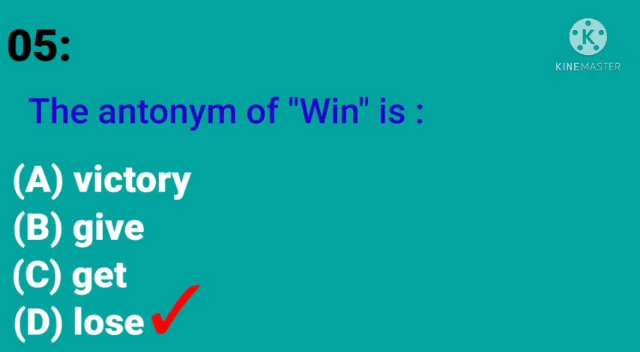 05:
K
KINEMASTER
The antonym of "Win" is :
(A) victory
(B) give
(C) get
(D) lose